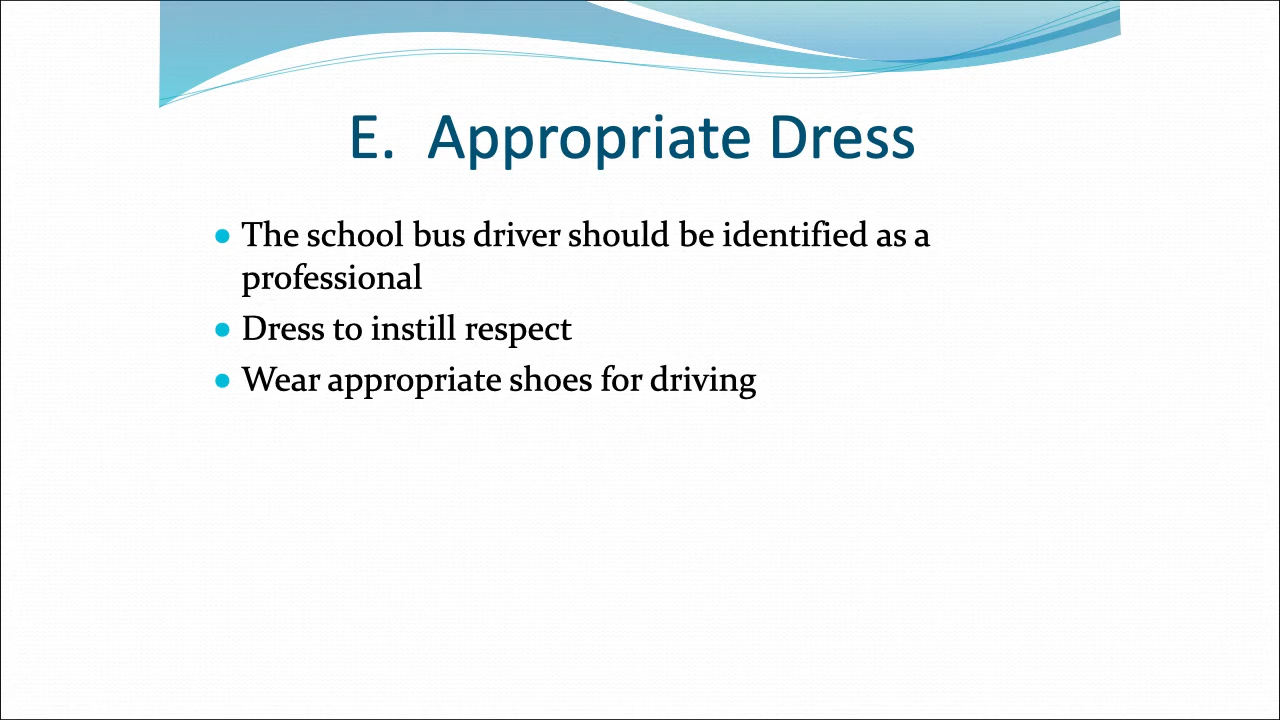 E. Appropriate Dress
• The school bus driver should be identified as a
professional
• Dress to instill respect
• Wear appropriate shoes for driving